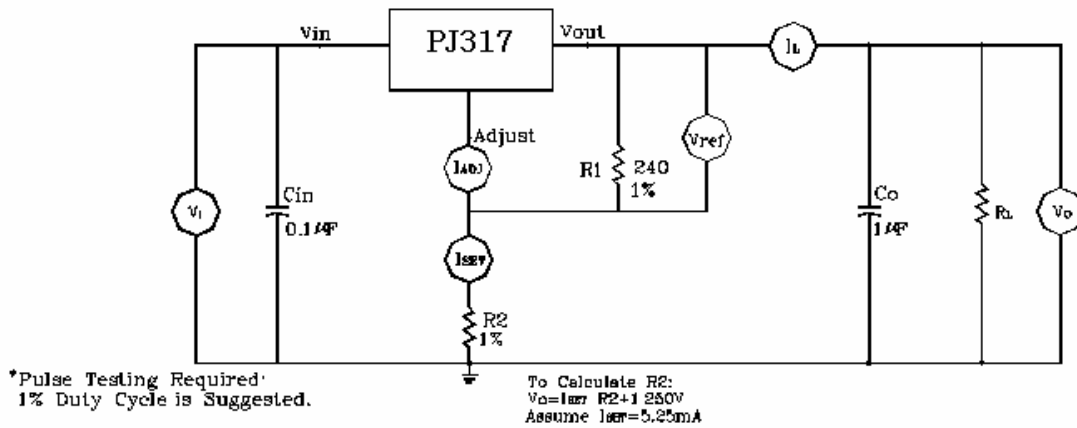 Vin
PJ317
Vout
IL
Adjust
IADJ
Vref
R1
240
1%
VI
Cin
0.1µF
ISET
R2
1%
Co
1µF
RL
Vo
*Pulse Testing Required:
1% Duty Cycle is Suggested.
To Calculate R2:
Vo=ISET R2+1.250V
Assume ISET=5.25mA